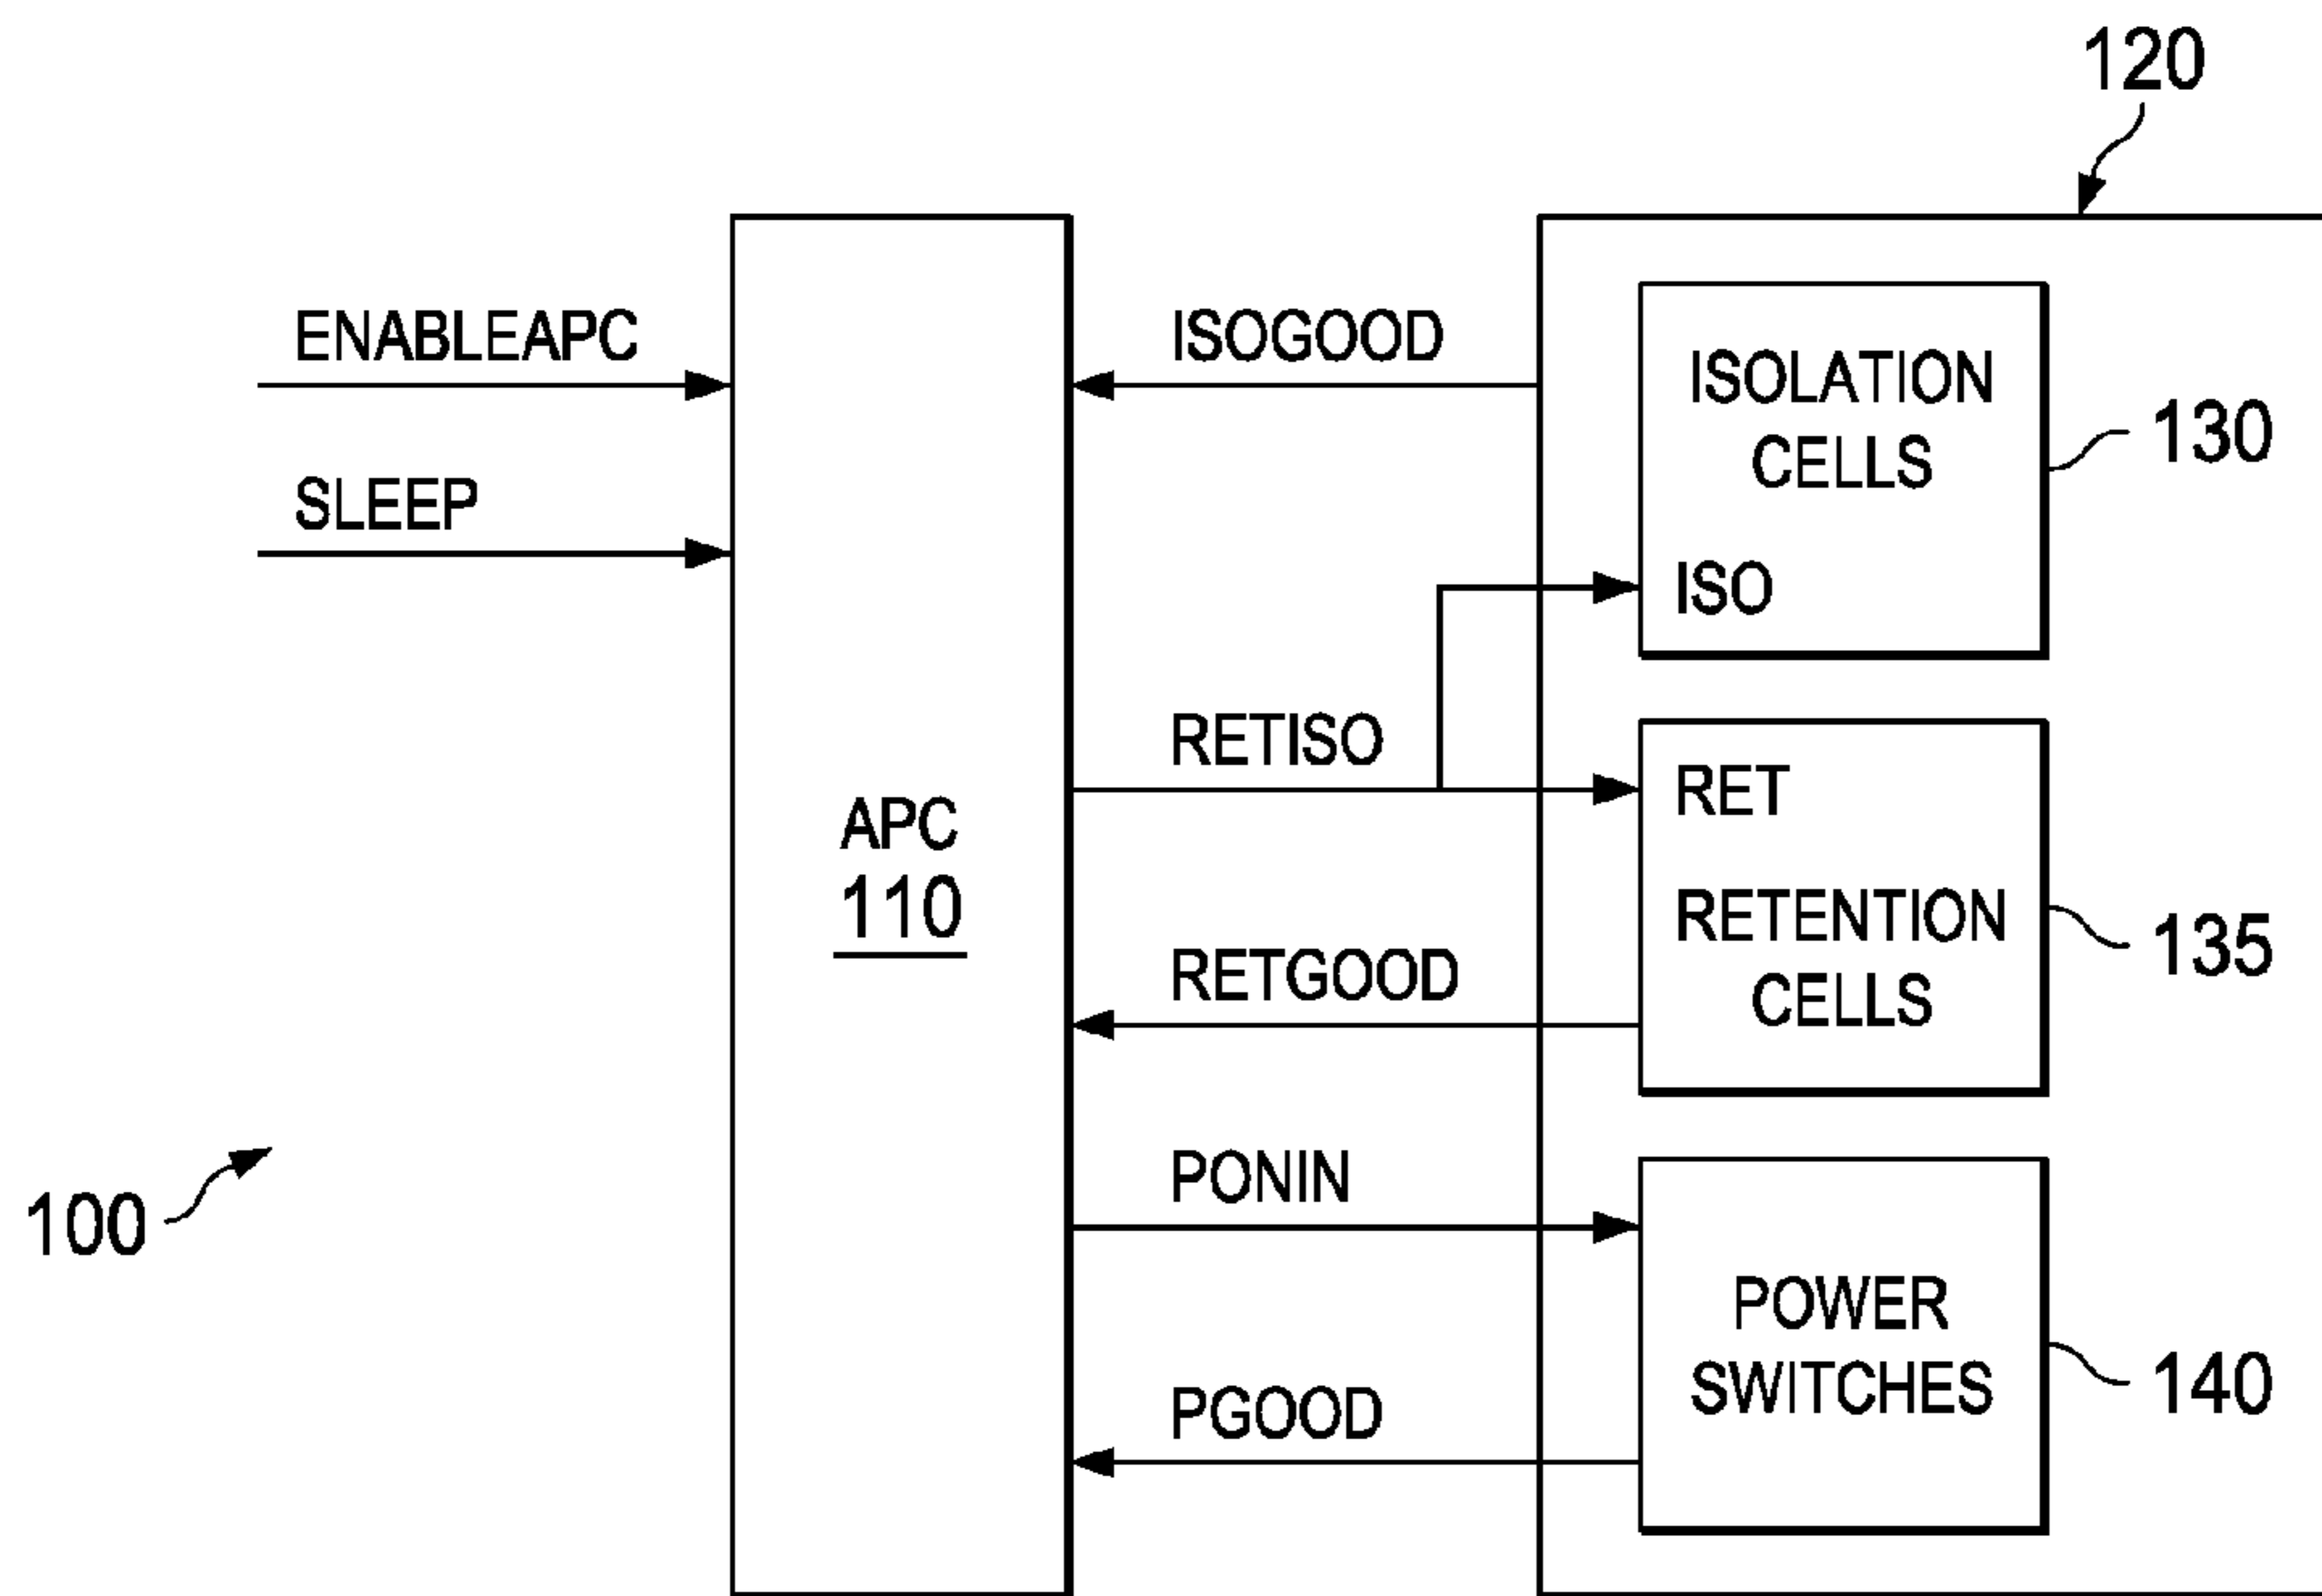 120
ENABLEAPC
SLEEP
APC
110
ISOGOOD
RETISO
RETGOOD
PONIN
PGOOD
ISOLATION
CELLS
ISO
130
RET
RETENTION
CELLS
135
POWER
SWITCHES
140
100